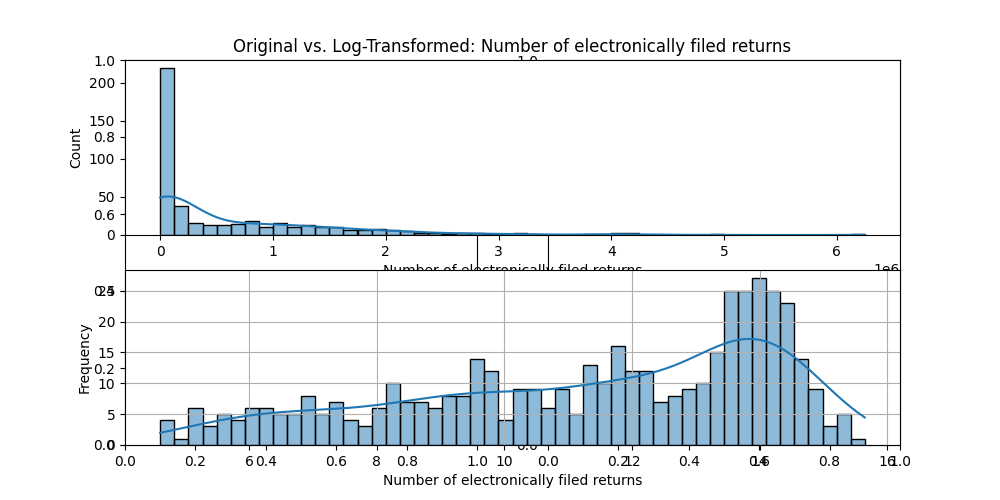 Original vs. Log-Transformed: Number of electronically filed returns
1.0
1.0
200
150
0.8
100
50
0.6
0
Count
0 1 2 3 4 5 6
Number of electronically filed returns
1e6
25
20
15
0.2
10
5
0.0
Frequency
0.0 0.2 6 0.4 0.6 8 0.8 1.0 10 0.0 0.2 12 0.4 14 0.6 0.8 16 1.0
Number of electronically filed returns